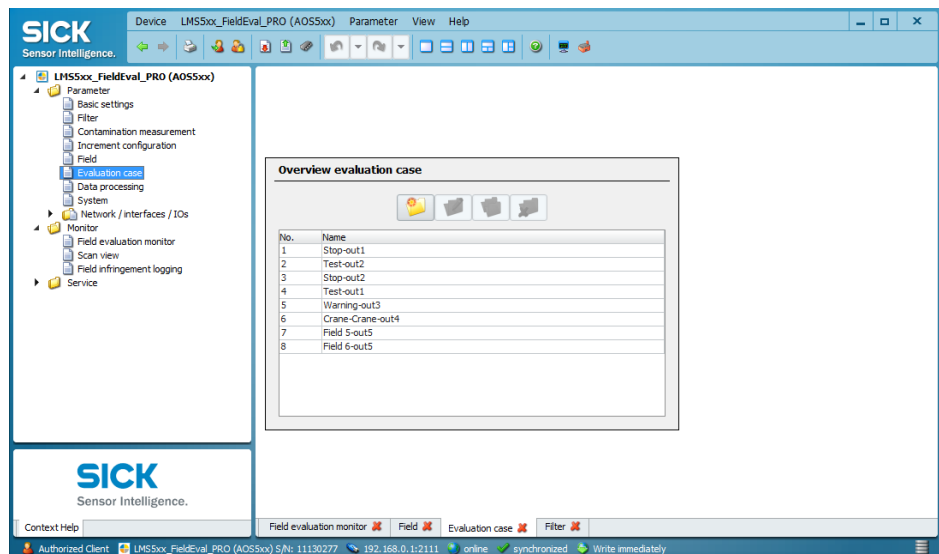 SICK
Sensor Intelligence.
Device LMS5xx_FieldEval_PRO (AOS5xx) Parameter View Help
LMS5xx_FieldEval_PRO (AOS5xx)
Parameter
Basic settings
Filter
Contamination measurement
Increment configuration
Field
Evaluation case
Data processing
System
Network / interfaces / IOs
Monitor
Field evaluation monitor
Scan view
Field infringement logging
Service
Overview evaluation case
No. Name
1 Stop-out1
2 Test-out2
3 Stop-out2
4 Test-out1
5 Warning-out3
6 Crane-Crane-out4
7 Field 5-out5
8 Field 6-out5
SICK
Sensor Intelligence.
Context Help
Field evaluation monitor Field Evaluation case Filter
Authorized Client LMS5xx_FieldEval_PRO (AOS5xx) S/N: 11130277 192.168.0.1:2111 online synchronized Write immediately